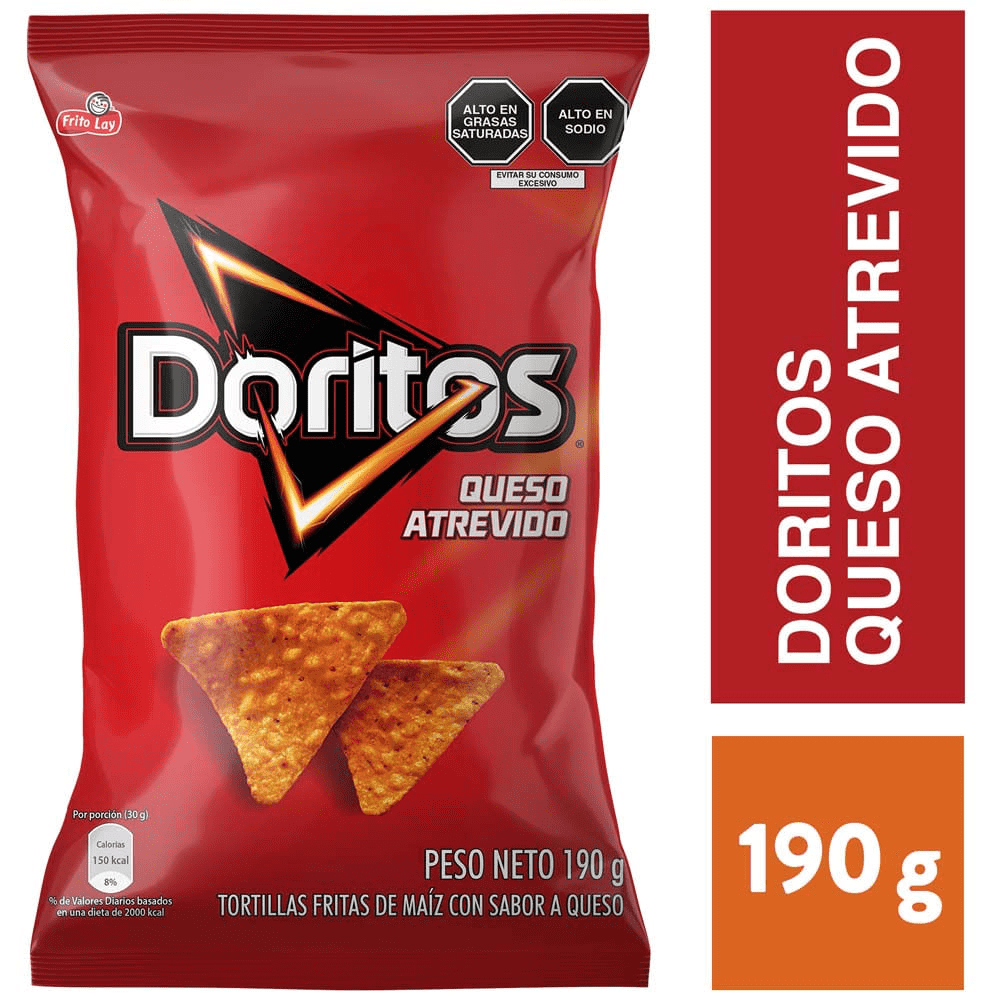 Frito Lay
ALTO EN
GRASAS
SATURADAS
ALTO EN
SODIO
EVITAR SU CONSUMO
EXCESIVO
Doritos®
QUESO
ATREVIDO
Por porción (30 g)
Calorías
150 kcal
8%
% de Valores Diarios basados
en una dieta de 2000 kcal
PESO NETO 190 g
TORTILLAS FRITAS DE MAÍZ CON SABOR A QUESO
DORITOS
QUESO ATREVIDO
190 g